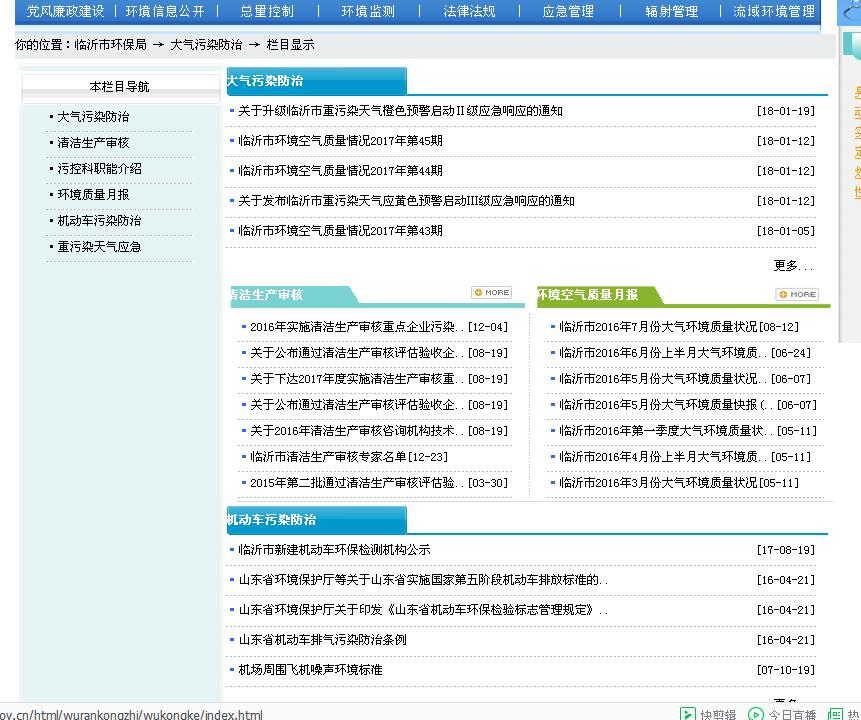 党风廉政建设 环境信息公开 总量控制 环境监测 法律法规 应急管理 辐射管理 流域环境管理
你的位置：临沂市环保局 → 大气污染防治 → 栏目显示
本栏目导航
大气污染防治
清洁生产审核
污控科职能介绍
环境质量月报
机动车污染防治
重污染天气应急
大气污染防治
关于升级临沂市重污染天气橙色预警启动Ⅱ级应急响应的通知 [18-01-19]
临沂市环境空气质量情况2017年第45期 [18-01-12]
临沂市环境空气质量情况2017年第44期 [18-01-12]
关于发布临沂市重污染天气应黄色预警启动III级应急响应的通知 [18-01-12]
临沂市环境空气质量情况2017年第43期 [18-01-05]
更多...
清洁生产审核 MORE
2016年实施清洁生产审核重点企业污染.. [12-04]
关于公布通过清洁生产审核评估验收企.. [08-19]
关于下达2017年度实施清洁生产审核重.. [08-19]
关于公布通过清洁生产审核评估验收企.. [08-19]
关于2016年清洁生产审核咨询机构技术.. [08-19]
临沂市清洁生产审核专家名单[12-23]
2015年第二批通过清洁生产审核评估验.. [03-30]
环境空气质量月报 MORE
临沂市2016年7月份大气环境质量状况[08-12]
临沂市2016年6月份上半月大气环境质.. [06-24]
临沂市2016年5月份大气环境质量状况.. [06-07]
临沂市2016年5月份大气环境质量快报(.. [06-07]
临沂市2016年第一季度大气环境质量状.. [05-11]
临沂市2016年4月份上半月大气环境质.. [05-11]
临沂市2016年3月份大气环境质量状况[05-11]
机动车污染防治
临沂市新建机动车环保检测机构公示 [17-08-19]
山东省环境保护厅等关于山东省实施国家第五阶段机动车排放标准的.. [16-04-21]
山东省环境保护厅关于印发《山东省机动车环保检验标志管理规定》.. [16-04-21]
山东省机动车排气污染防治条例 [16-04-21]
机场周围飞机噪声环境标准 [07-10-19]
ov.cn/html/wurankongzhi/wukongke/index.html
快剪辑 今日直播 热